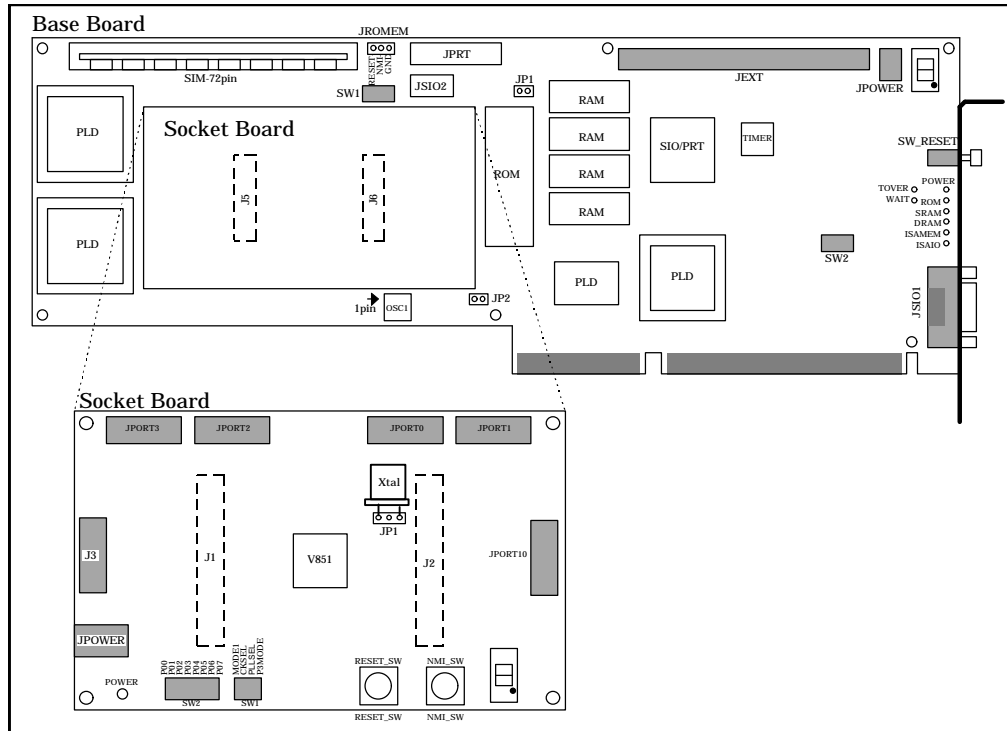 Base Board
JROMEM
RESET
NMI
GND
JPRT
SIM-72pin
SW1
JSIO2
JP1
JEXT
JPOWER
PLD
Socket Board
J5
J6
ROM
RAM
RAM
RAM
RAM
SIO/PRT
TIMER
SW_RESET
TOVER
POWER
WAIT
ROM
SRAM
DRAM
ISAMEM
ISAIO
PLD
SW2
PLD
PLD
JSIO1
1pin
OSC1
JP2
Socket Board
JPORT3
JPORT2
JPORT0
JPORT1
Xtal
JP1
J3
J1
V851
J2
JPORT10
JPOWER
P00
P01
P02
P03
P04
P05
P06
P07
MODE1
CKSEL
PLLSEL
P3MODE
POWER
SW2
SW1
RESET_SW
NMI_SW
RESET_SW
NMI_SW